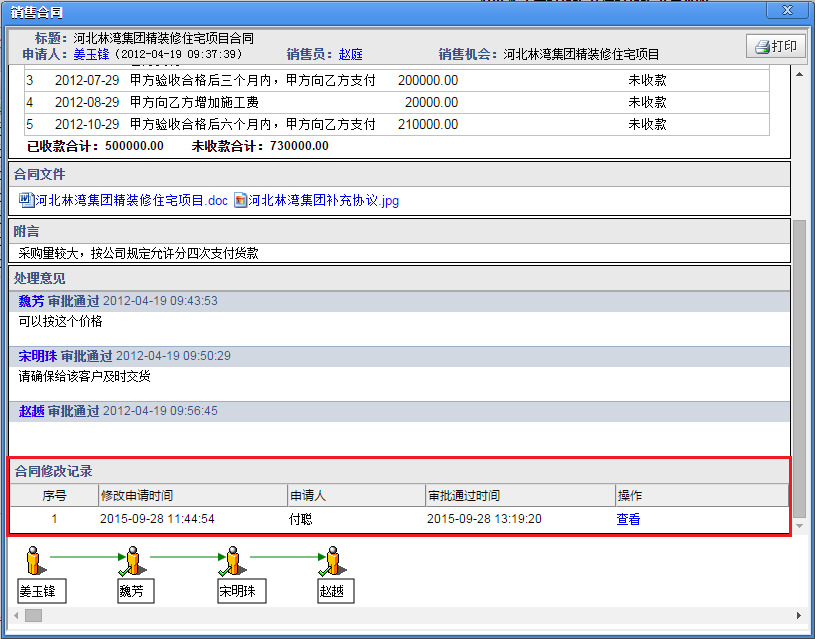 销售合同
标题：河北林湾集团精装修住宅项目合同
申请人：姜玉锋（2012-04-19 09:37:39） 销售员：赵庭 销售机会：河北林湾集团精装修住宅项目
打印
3 2012-07-29 甲方验收合格后三个月内，甲方向乙方支付 200000.00 未收款
4 2012-08-29 甲方向乙方增加施工费 20000.00 未收款
5 2012-10-29 甲方验收合格后六个月内，甲方向乙方支付 210000.00 未收款
已收款合计：500000.00 未收款合计：730000.00
合同文件
河北林湾集团精装修住宅项目.doc 河北林湾集团补充协议.jpg
附言
采购量较大，按公司规定允许分四次支付货款
处理意见
魏芳 审批通过 2012-04-19 09:43:53
可以按这个价格
宋明珠 审批通过 2012-04-19 09:50:29
请确保给该客户及时交货
赵越 审批通过 2012-04-19 09:56:45
合同修改记录
序号 修改申请时间 申请人 审批通过时间 操作
1 2015-09-28 11:44:54 付聪 2015-09-28 13:19:20 查看
姜玉锋 魏芳 宋明珠 赵越